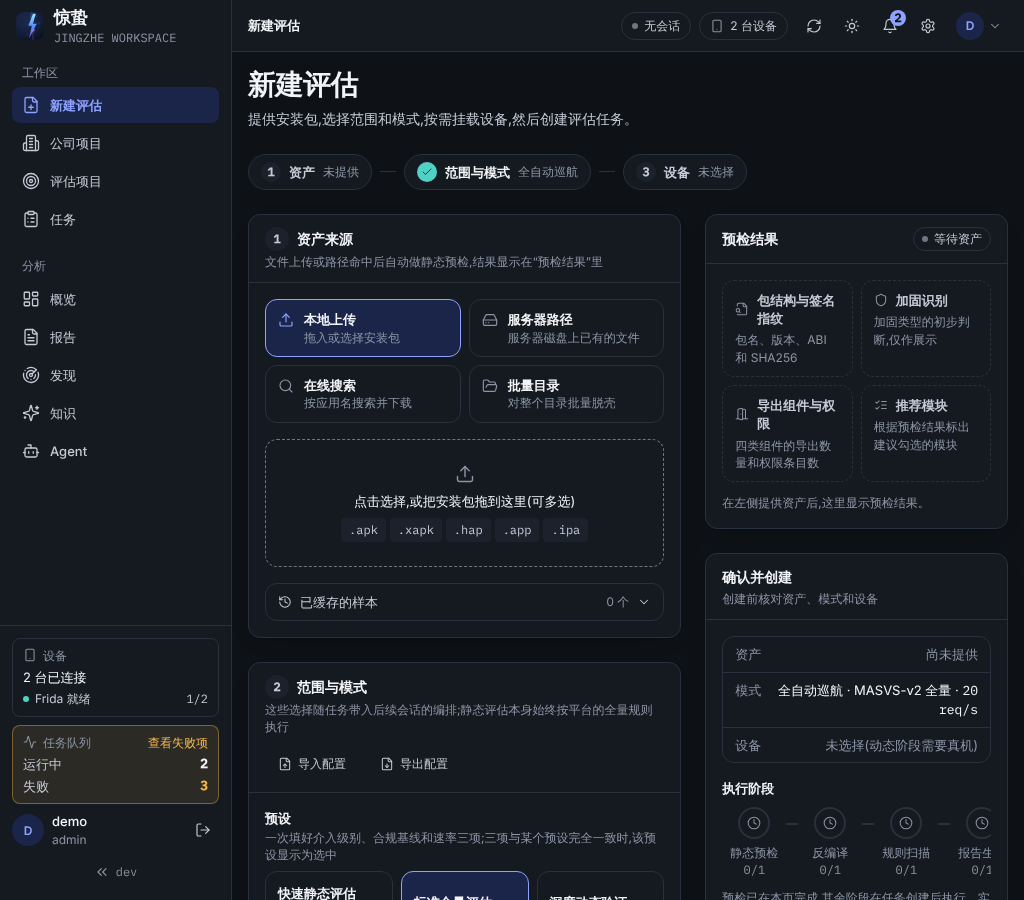 惊蛰
JINGZHE WORKSPACE
工作区
新建评估
公司项目
评估项目
任务
分析
概览
报告
发现
知识
Agent
设备
2 台已连接
Frida 就绪 1/2
任务队列 查看失败项
运行中 2
失败 3
D demo
admin
dev
新建评估
无会话
2 台设备
2
D
新建评估
提供安装包,选择范围和模式,按需挂载设备,然后创建评估任务。
1 资产 未提供
范围与模式 全自动巡航
3 设备 未选择
1 资产来源
文件上传或路径命中后自动做静态预检,结果显示在“预检结果”里
本地上传
拖入或选择安装包
服务器路径
服务器磁盘上已有的文件
在线搜索
按应用名搜索并下载
批量目录
对整个目录批量脱壳
点击选择,或把安装包拖到这里(可多选)
.apk .xapk .hap .app .ipa
已缓存的样本 0 个
2 范围与模式
这些选择随任务带入后续会话的编排;静态评估本身始终按平台的全量规则
执行
导入配置 导出配置
预设
一次填好介入级别、合规基线和速率三项;三项与某个预设完全一致时,该预
设显示为选中
快速静态评估
预检结果 等待资产
包结构与签名
指纹
包名、版本、ABI
和 SHA256
加固识别
加固类型的初步判
断,仅作展示
导出组件与权
限
四类组件的导出数
量和权限条目数
推荐模块
根据预检结果标出
建议勾选的模块
在左侧提供资产后,这里显示预检结果。
确认并创建
创建前核对资产、模式和设备
资产 尚未提供
模式 全自动巡航 · MASVS-v2 全量 · 20
req/s
设备 未选择(动态阶段需要真机)
执行阶段
静态预检 反编译 规则扫描 报告生
0/1 0/1 0/1 0/1